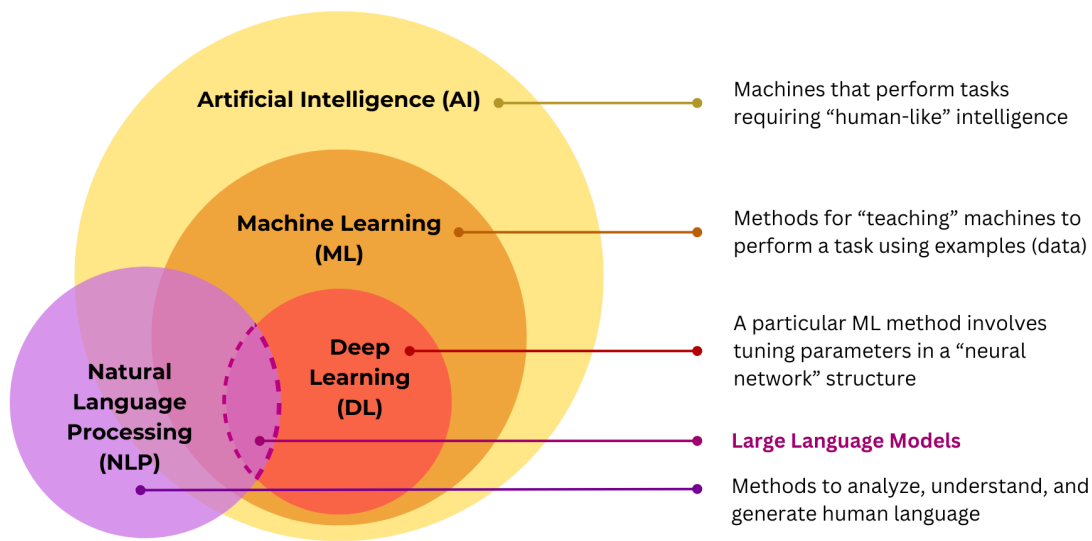 Artificial Intelligence (AI)
Machines that perform tasks
requiring “human-like” intelligence
Machine Learning
(ML)
Methods for “teaching” machines to
perform a task using examples (data)
Deep
Learning
(DL)
A particular ML method involves
tuning parameters in a “neural
network” structure
Natural
Language
Processing
(NLP)
Large Language Models
Methods to analyze, understand, and
generate human language